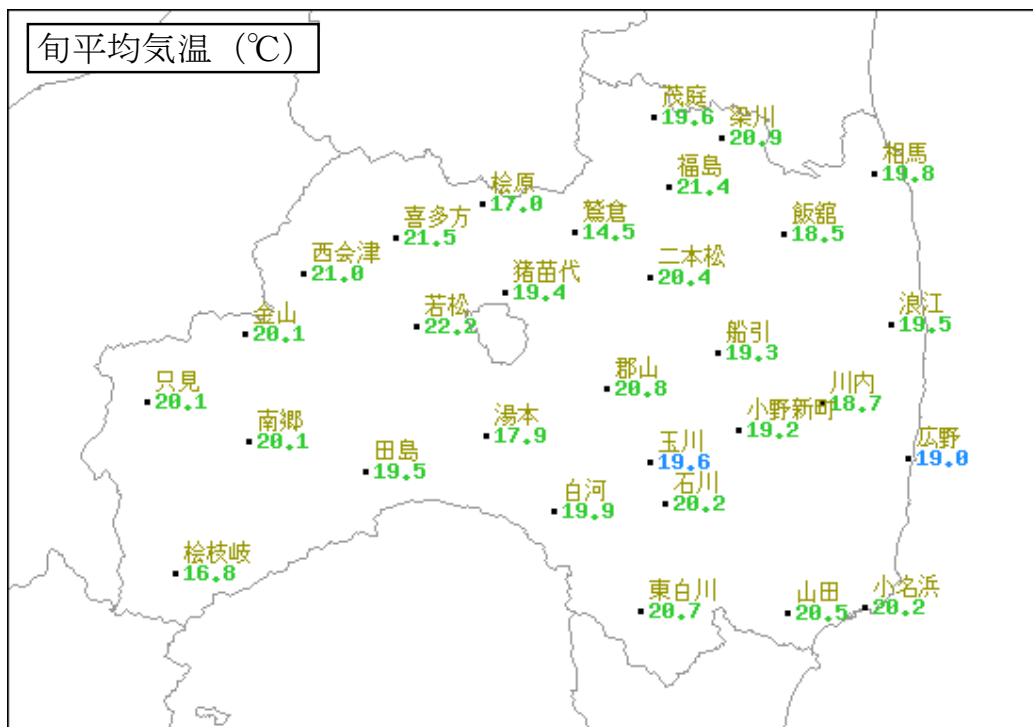 旬平均気温（℃）
茂庭
19.6
梁川
20.9
相馬
19.8
福島
21.4
桧原
17.0
鷲倉
14.5
飯舘
18.5
喜多方
21.5
西会津
21.0
二本松
20.4
猪苗代
19.4
若松
22.2
金山
20.1
浪江
19.5
船引
19.3
郡山
20.8
只見
20.1
川内
18.7
小野新町
19.2
南郷
20.1
湯本
17.9
田島
19.5
玉川
19.6
広野
19.0
石川
20.2
白河
19.9
桧枝岐
16.8
東白川
20.7
山田
20.5
小名浜
20.2